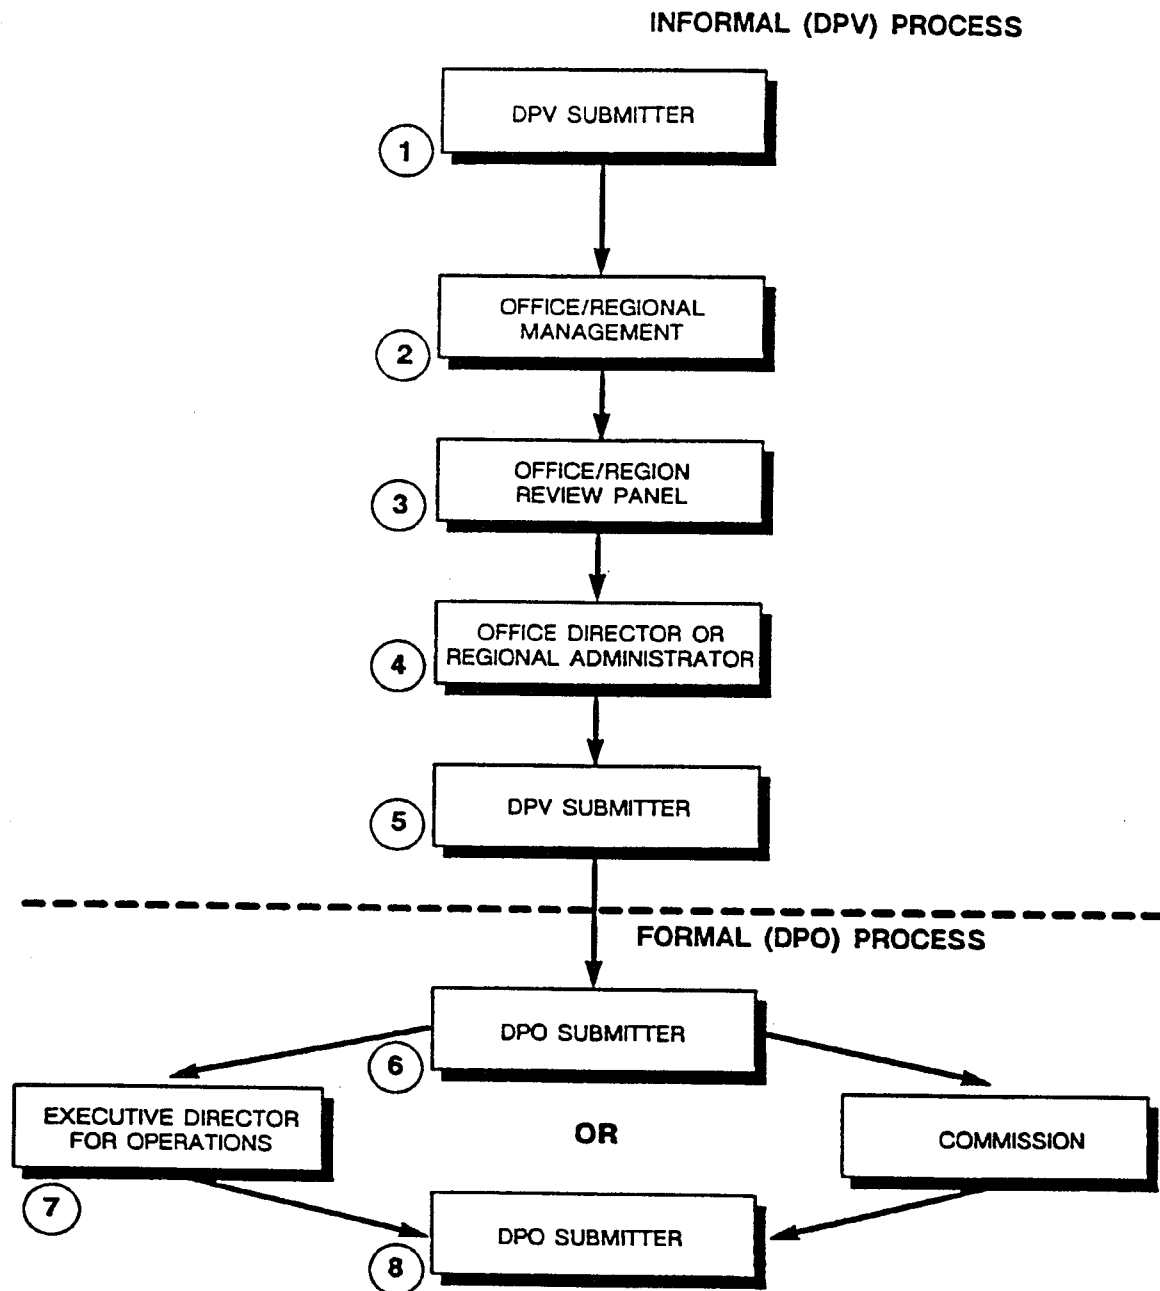 INFORMAL (DPV) PROCESS
DPV SUBMITTER
1
OFFICE/REGIONAL
MANAGEMENT
2
OFFICE/REGION
REVIEW PANEL
3
OFFICE DIRECTOR OR
REGIONAL ADMINISTRATOR
4
DPV SUBMITTER
5
FORMAL (DPO) PROCESS
DPO SUBMITTER
6
EXECUTIVE DIRECTOR
FOR OPERATIONS
7
OR
COMMISSION
DPO SUBMITTER
8